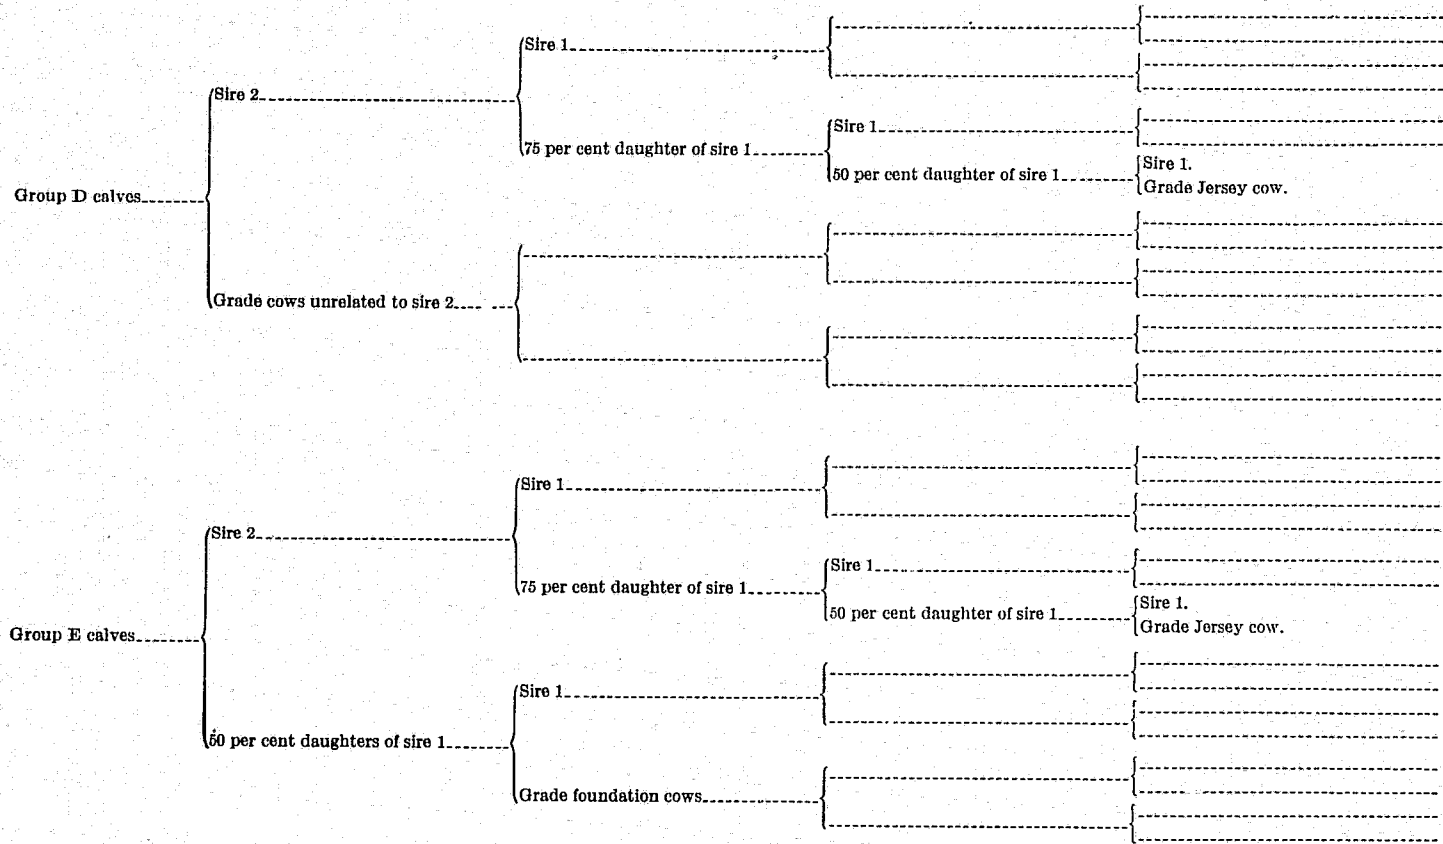 Sire 1
Sire 2
Sire 1
75 per cent daughter of sire 1
50 per cent daughter of sire 1
Sire 1.
Grade Jersey cow.
Group D calves
Grade cows unrelated to sire 2
Sire 1
Sire 2
Sire 1
75 per cent daughter of sire 1
50 per cent daughter of sire 1
Sire 1.
Grade Jersey cow.
Group E calves
Sire 1
50 per cent daughters of sire 1
Grade foundation cows